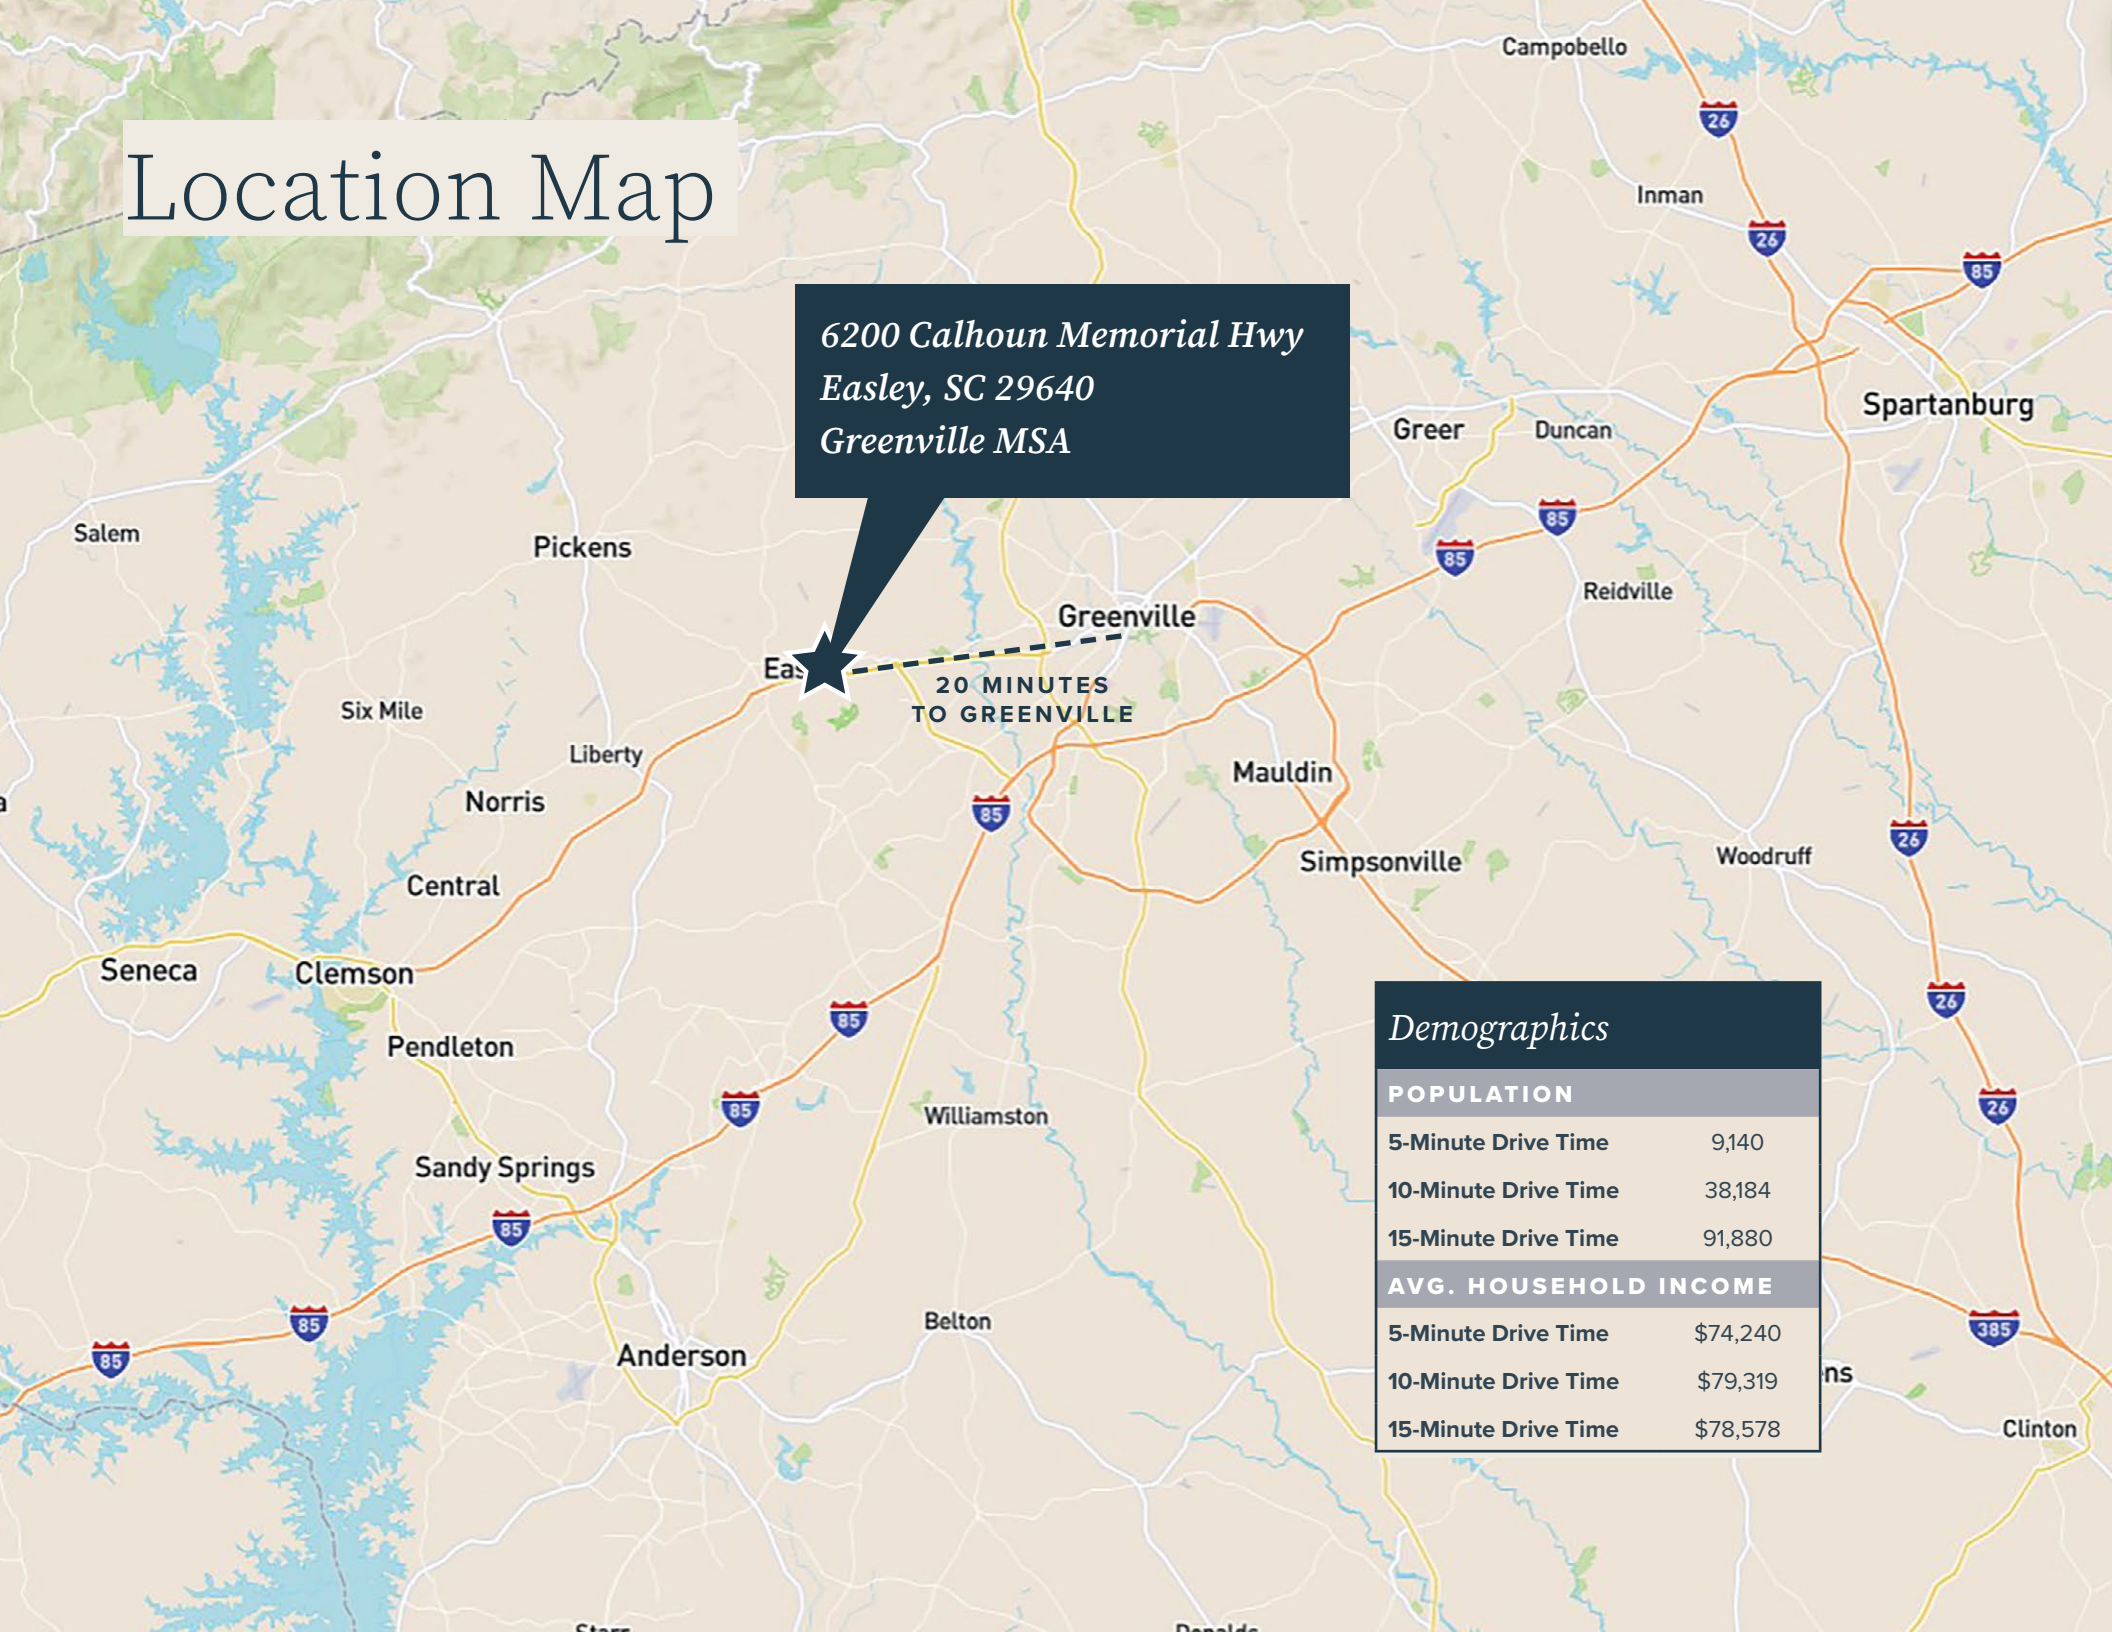 Location Map
6200 Calhoun Memorial Hwy
Easley, SC 29640
Greenville MSA
Campobello
26
Inman
26
85
Spartanburg
Greer
Duncan
85
85
Reidville
Salem
Pickens
Greenville
20 MINUTES
TO GREENVILLE
Six Mile
Liberty
Norris
Central
85
Mauldin
Simpsonville
Woodruff
26
Seneca
Clemson
Pendleton
85
85
Williamston
Sandy Springs
85
85
85
Anderson
Belton
26
26
385
Clinton
Demographics
POPULATION
5-Minute Drive Time 9,140
10-Minute Drive Time 38,184
15-Minute Drive Time 91,880
AVG. HOUSEHOLD INCOME
5-Minute Drive Time $74,240
10-Minute Drive Time $79,319
15-Minute Drive Time $78,578